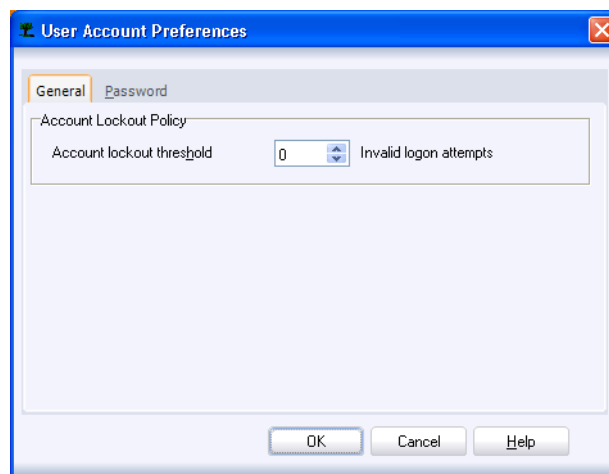 User Account Preferences
General Password
Account Lockout Policy
Account lockout threshold 0 Invalid logon attempts
OK Cancel Help